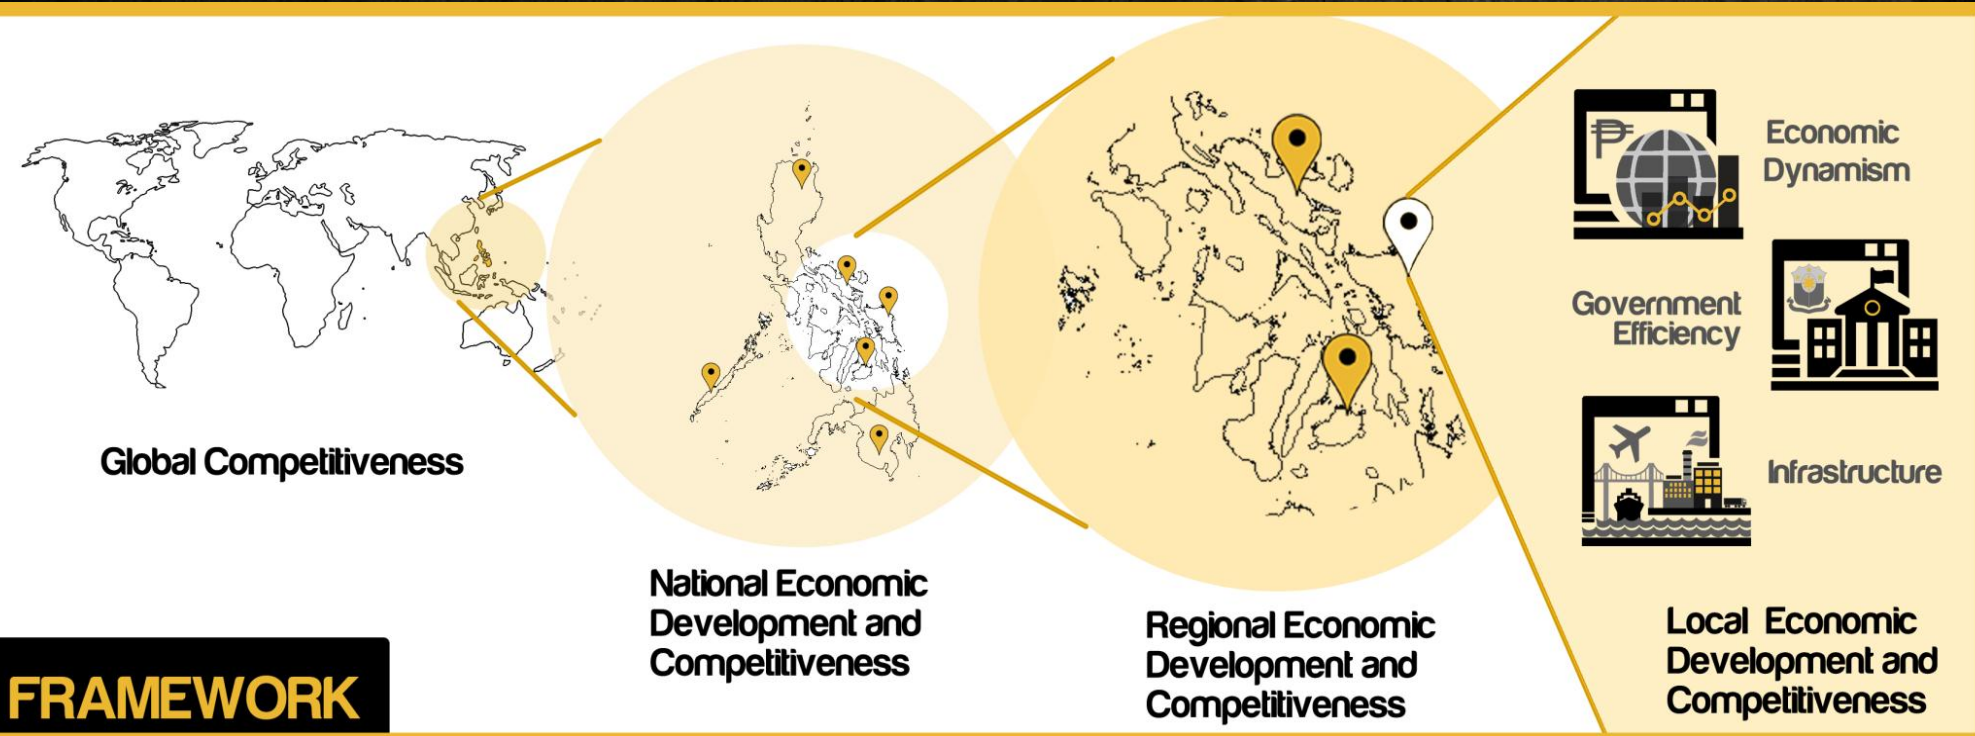 Global Competitiveness
National Economic
Development and
Competitiveness
Regional Economic
Development and
Competitiveness
₱
Economic
Dynamism
Government
Efficiency
Infrastructure
Local Economic
Development and
Competitiveness
FRAMEWORK